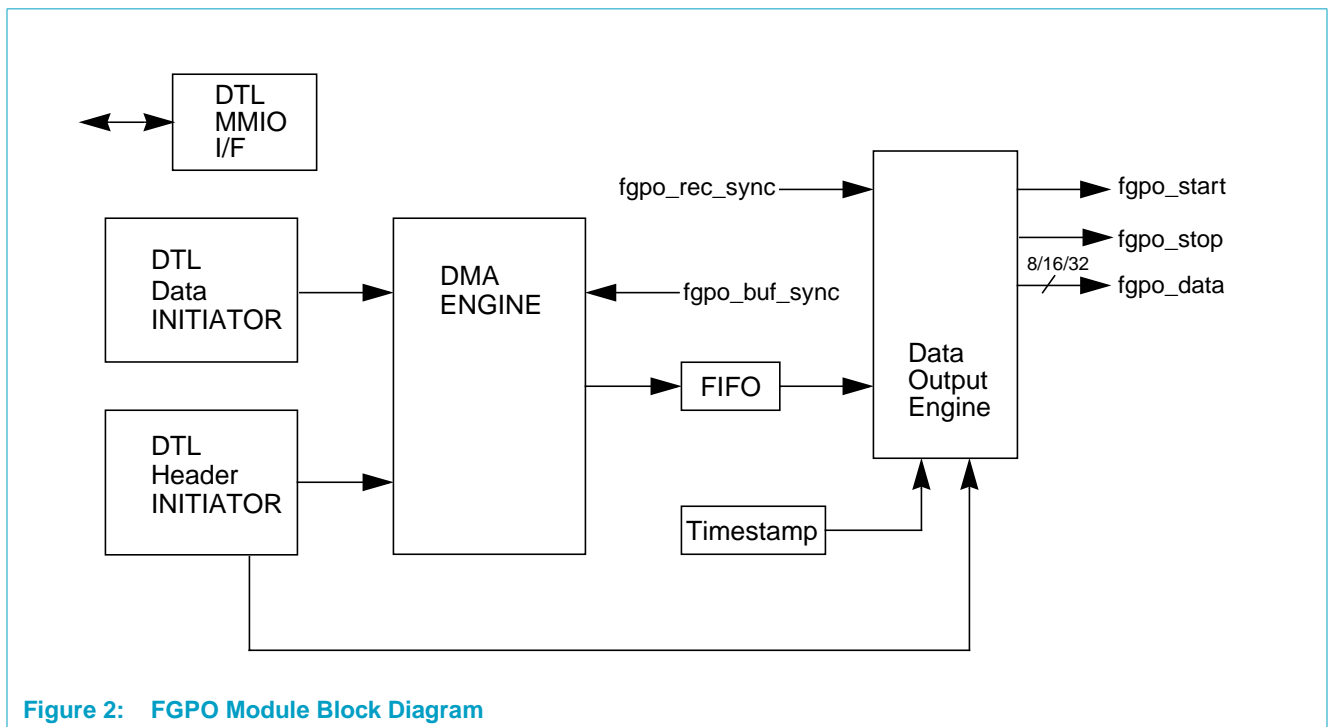 DTL
MMIO
I/F
fgpo_rec_sync
fgpo_start
fgpo_stop
8/16/32
fgpo_data
DTL
Data
INITIATOR
DMA
ENGINE
fgpo_buf_sync
FIFO
Data
Output
Engine
DTL
Header
INITIATOR
Timestamp
Figure 2: FGPO Module Block Diagram